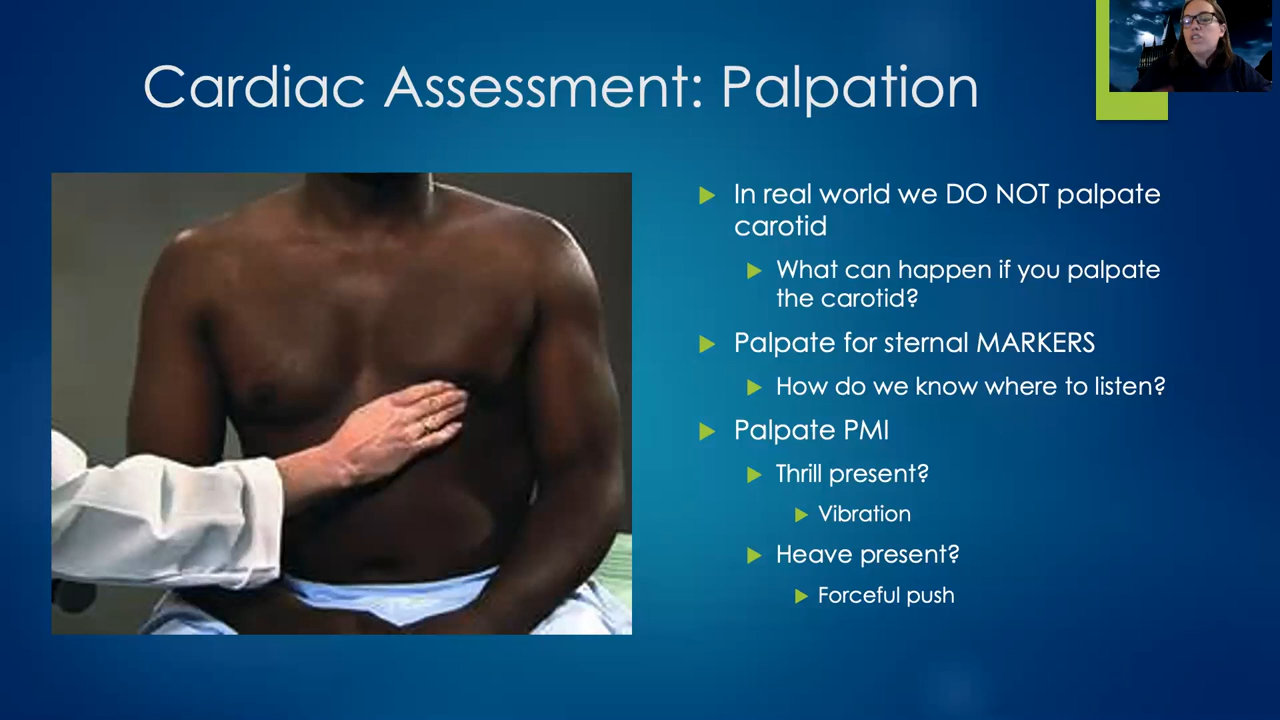 Cardiac Assessment: Palpation
In real world we DO NOT palpate
carotid
What can happen if you palpate
the carotid?
Palpate for sternal MARKERS
How do we know where to listen?
Palpate PMI
Thrill present?
Vibration
Heave present?
Forceful push